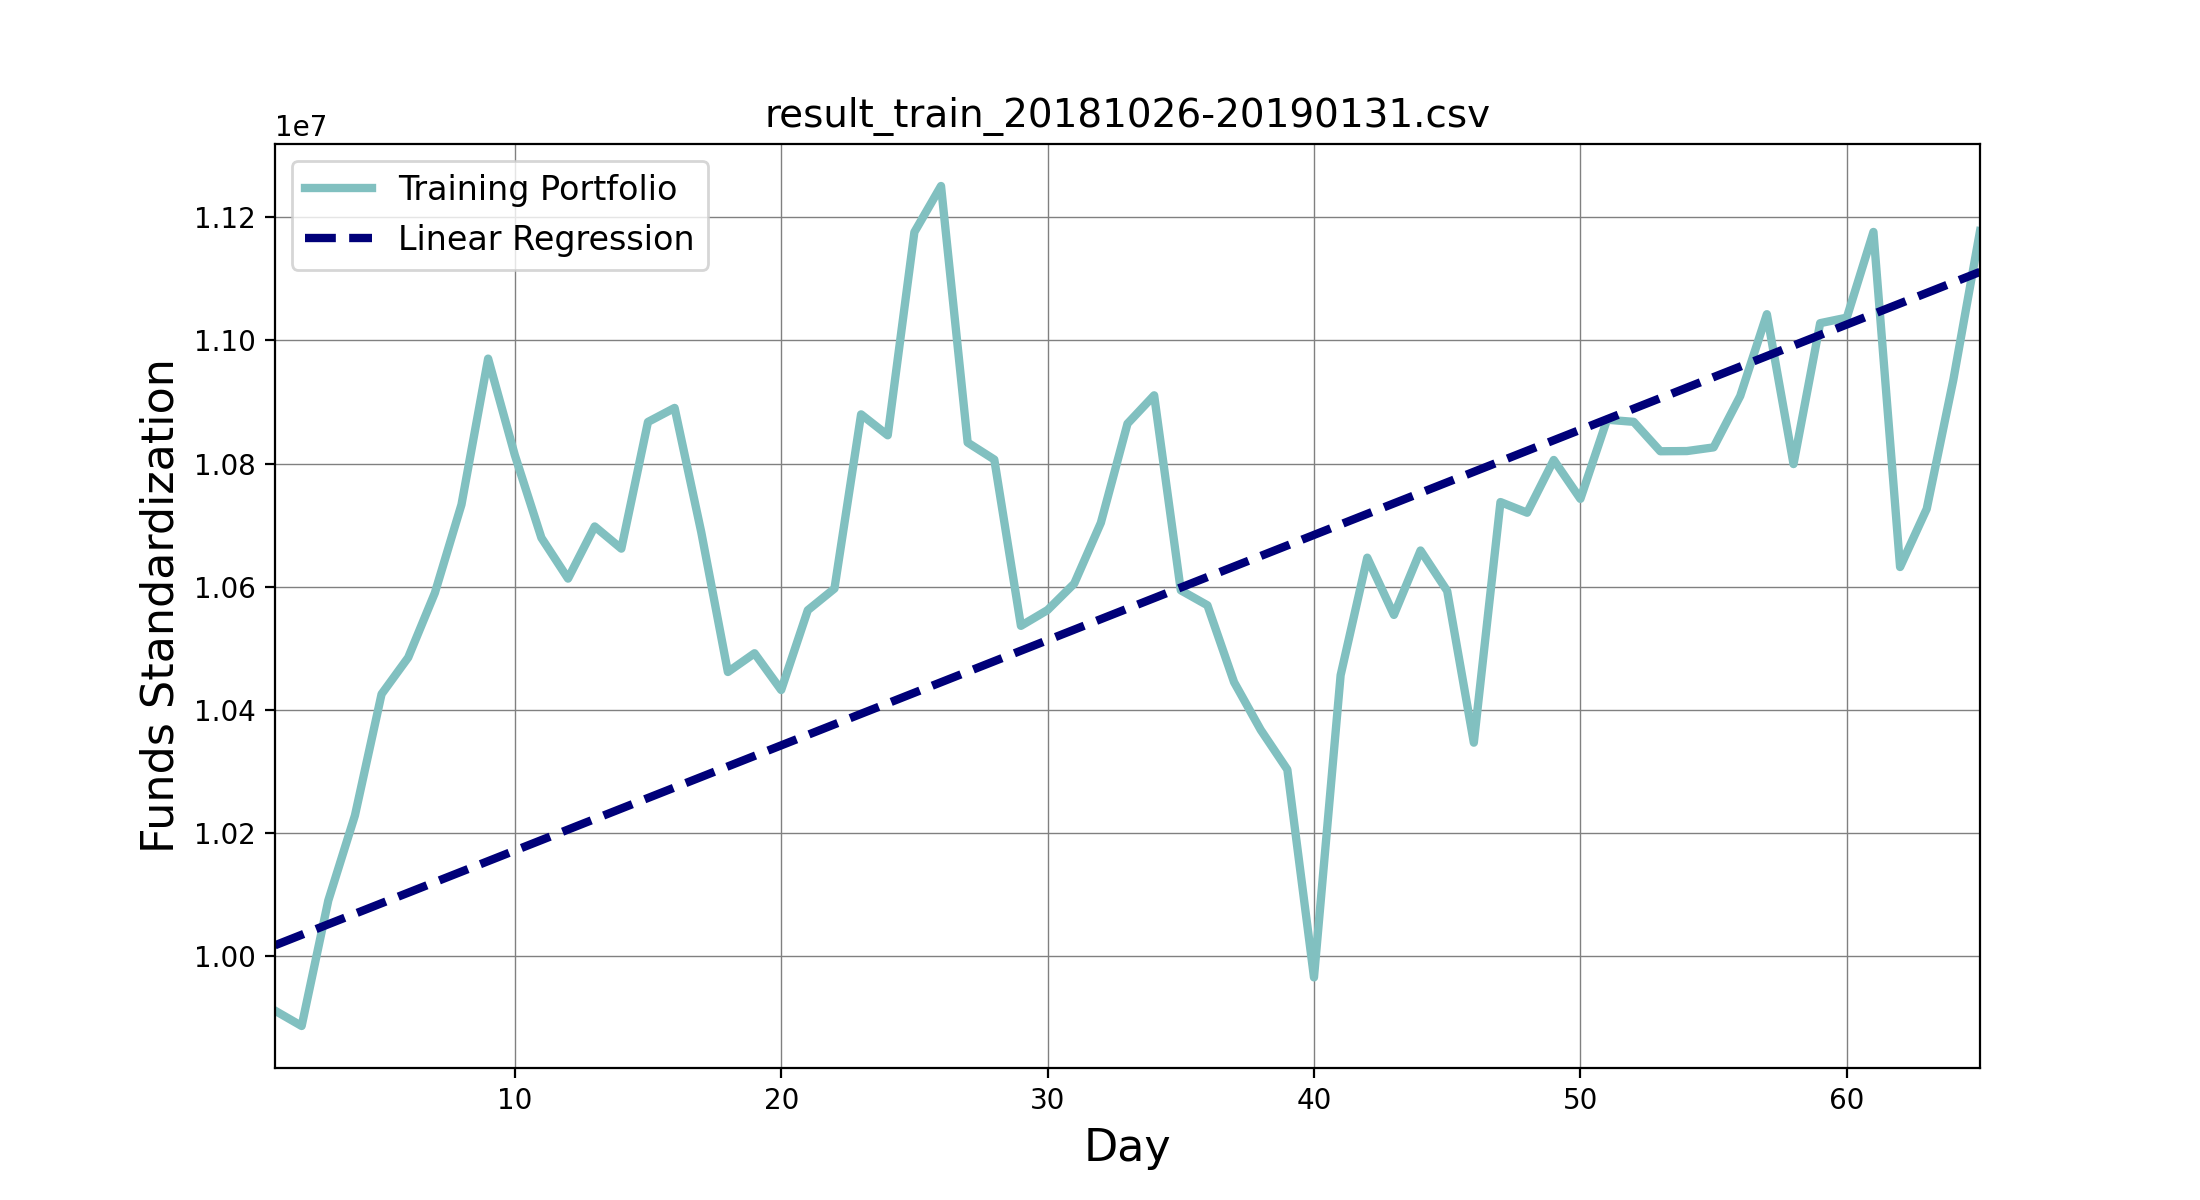 result_train_20181026-20190131.csv
1e7
Training Portfolio
Linear Regression
1.12
1.10
1.08
1.06
1.04
1.02
1.00
Funds Standardization
10 20 30 40 50 60
Day